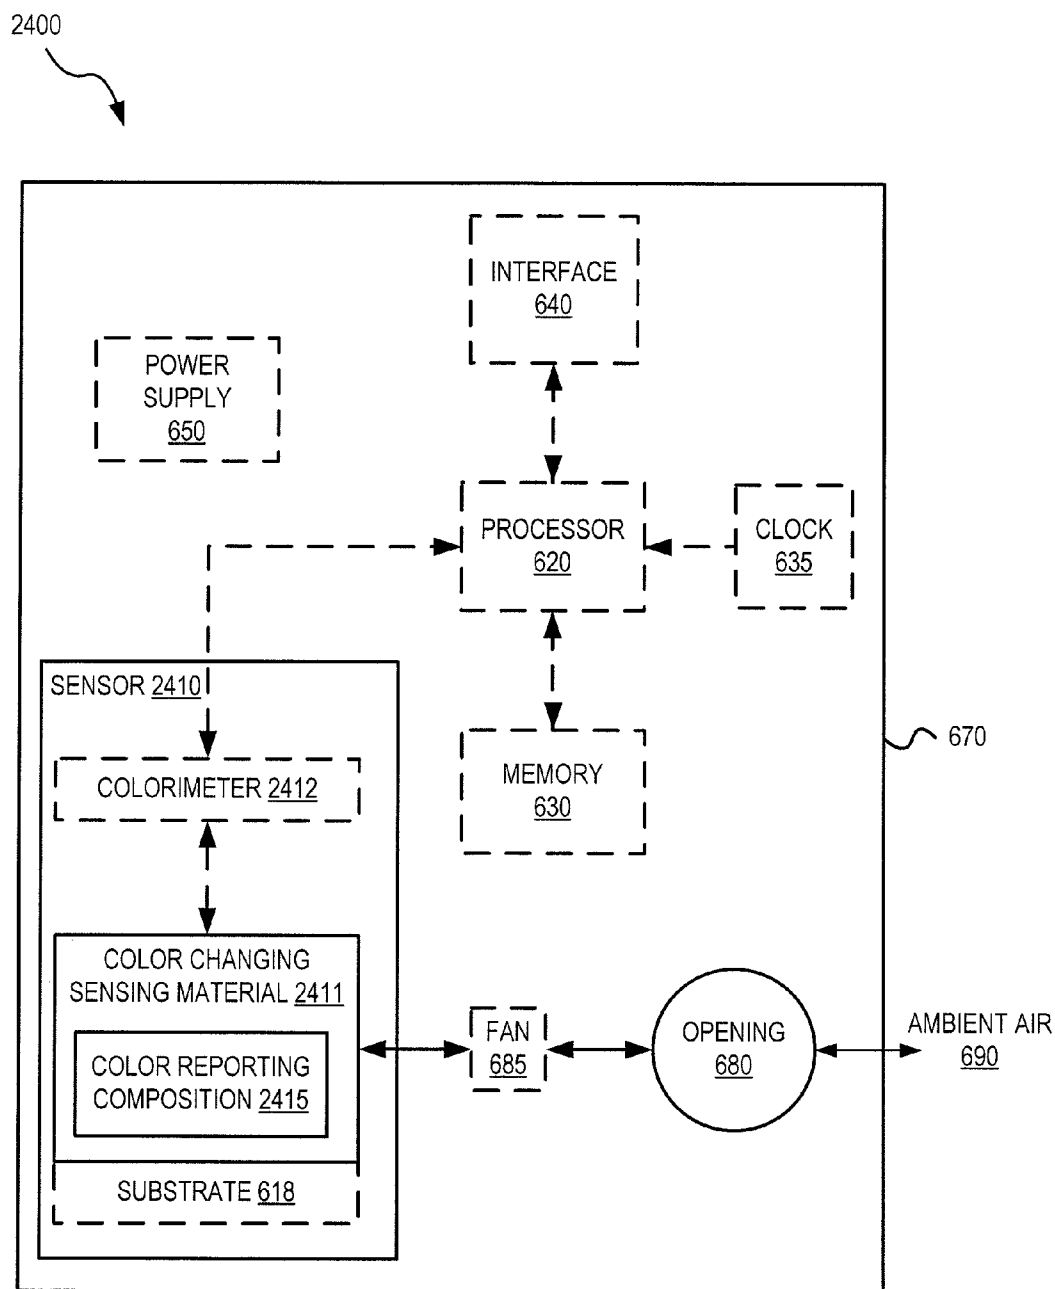 2400
INTERFACE
640
POWER
SUPPLY
650
PROCESSOR
620
CLOCK
635
SENSOR 2410
670
COLORIMETER 2412
MEMORY
630
COLOR CHANGING
SENSING MATERIAL 2411
COLOR REPORTING
COMPOSITION 2415
SUBSTRATE 618
FAN
685
OPENING
680
AMBIENT AIR
690